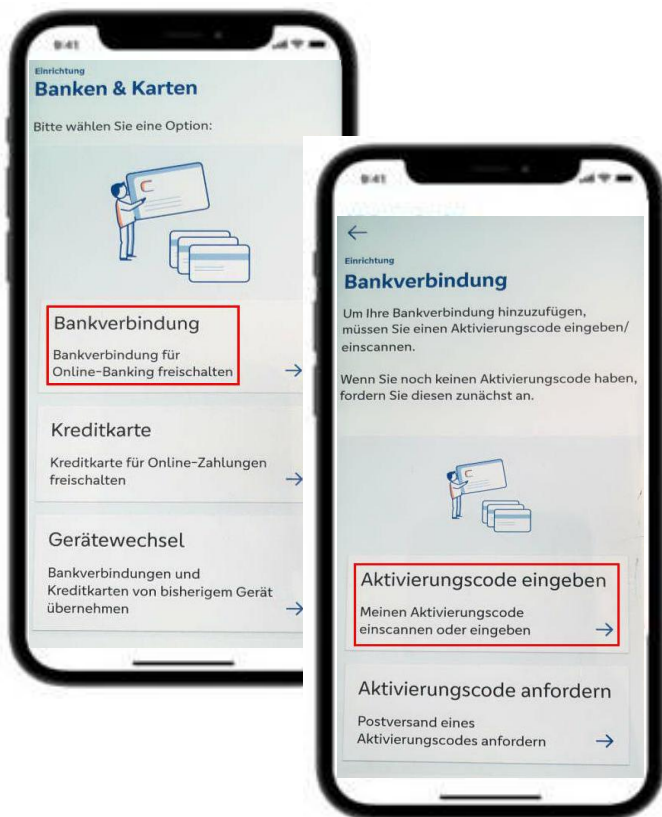 9:41
Einrichtung
Banken & Karten
Bitte wählen Sie eine Option:
Bankverbindung
Bankverbindung für
Online-Banking freischalten
Kreditkarte
Kreditkarte für Online-Zahlungen
freischalten
Gerätewechsel
Bankverbindungen und
Kreditkarten von bisherigem Gerät
übernehmen
9:41
Einrichtung
Bankverbindung
Um Ihre Bankverbindung hinzuzufügen,
müssen Sie einen Aktivierungscode eingeben/
einscannen.
Wenn Sie noch keinen Aktivierungscode haben,
fordern Sie diesen zunächst an.
Aktivierungscode eingeben
Meinen Aktivierungscode
einscannen oder eingeben
Aktivierungscode anfordern
Postversand eines
Aktivierungscodes anfordern